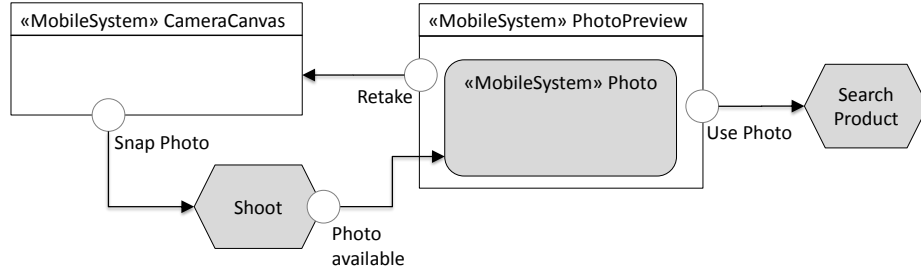 «MobileSystem» CameraCanvas
«MobileSystem» PhotoPreview
«MobileSystem» Photo
Retake
Use Photo
Search
Product
Snap Photo
Shoot
Photo
available